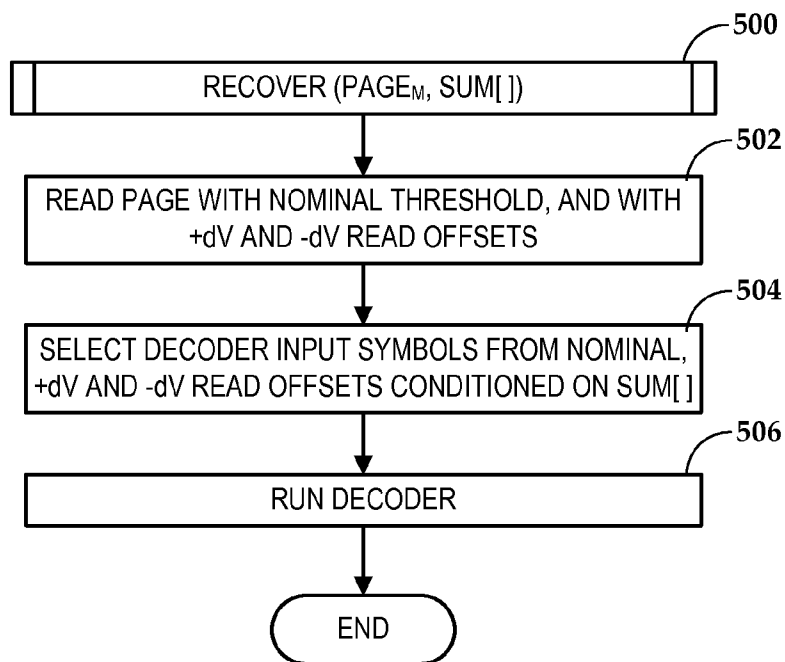 500
RECOVER (PAGEM, SUM[ ])
502
READ PAGE WITH NOMINAL THRESHOLD, AND WITH
+dV AND -dV READ OFFSETS
504
SELECT DECODER INPUT SYMBOLS FROM NOMINAL,
+dV AND -dV READ OFFSETS CONDITIONED ON SUM[ ]
506
RUN DECODER
END